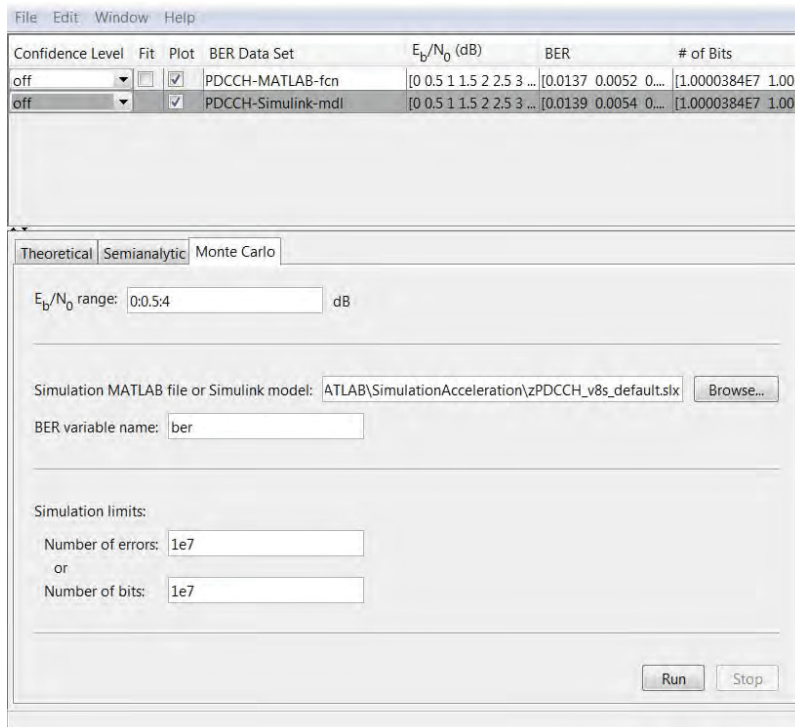 File Edit Window Help
Confidence Level Fit Plot BER Data Set Eb/N0 (dB) BER # of Bits
off PDCCH-MATLAB-fcn [0 0.5 1 1.5 2 2.5 3 ... [0.0137 0.0052 0.... [1.0000384E7 1.00
off PDCCH-Simulink-mdl [0 0.5 1 1.5 2 2.5 3 ... [0.0139 0.0054 0.... [1.0000384E7 1.00
Theoretical Semianalytic Monte Carlo
Eb/N0 range: 0:0.5:4 dB
Simulation MATLAB file or Simulink model: ATLAB\SimulationAcceleration\zPDCCH_v8s_default.slx Browse...
BER variable name: ber
Simulation limits:
Number of errors: 1e7
or
Number of bits: 1e7
Run Stop